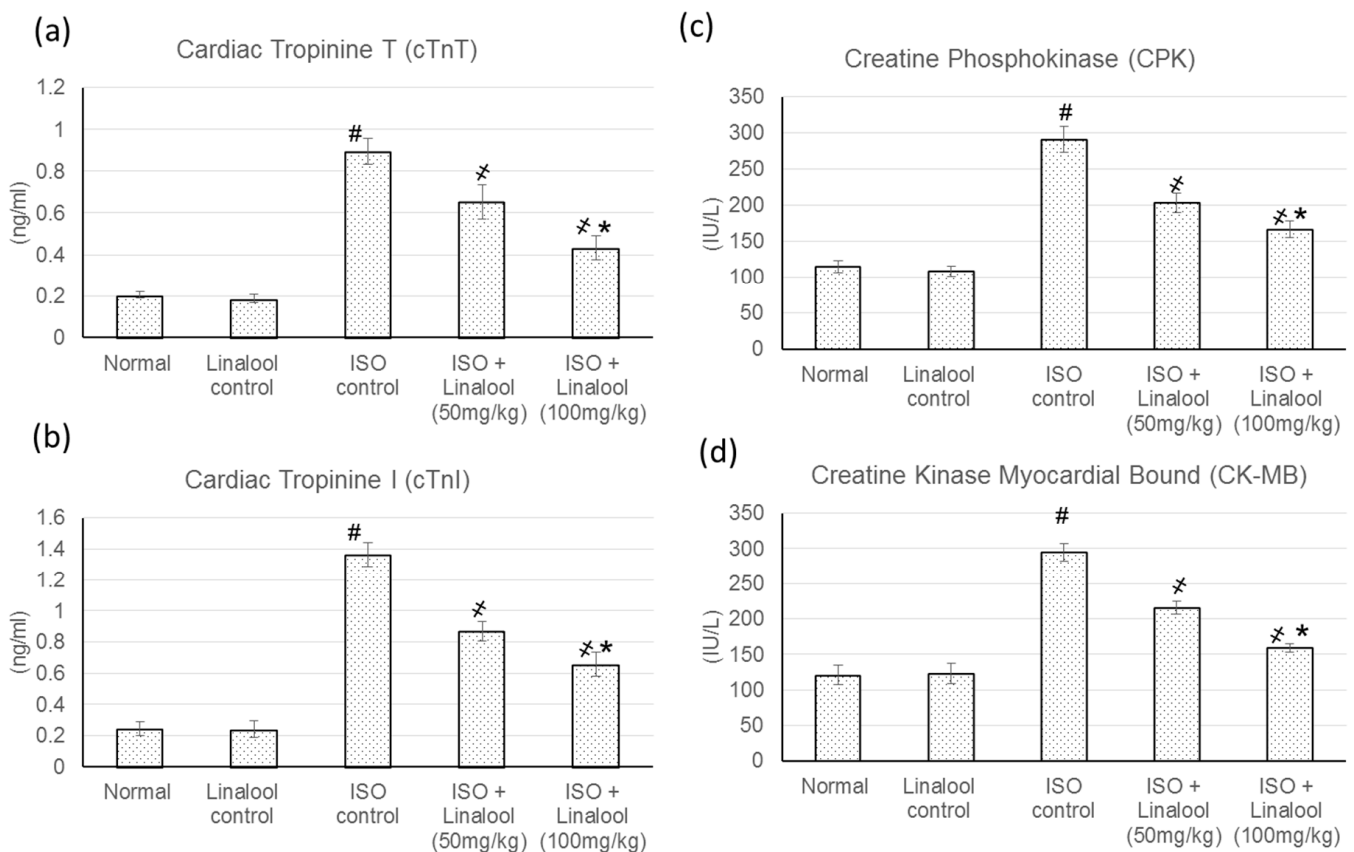 (a)
Cardiac Tropinine T (cTnT)
1.2
1
0.8
0.6
0.4
0.2
0
(ng/ml)
#
҂
҂ *
Normal
Linalool
control
ISO
control
ISO +
Linalool
(50mg/kg)
ISO +
Linalool
(100mg/kg)
(b)
Cardiac Tropinine I (cTnI)
1.6
1.4
1.2
1
0.8
0.6
0.4
0.2
0
(ng/ml)
#
҂
҂ *
Normal
Linalool
control
ISO
control
ISO +
Linalool
(50mg/kg)
ISO +
Linalool
(100mg/kg)
(c)
Creatine Phosphokinase (CPK)
350
300
250
200
150
100
50
0
(IU/L)
#
҂
҂ *
Normal
Linalool
control
ISO
control
ISO +
Linalool
(50mg/kg)
ISO +
Linalool
(100mg/kg)
(d)
Creatine Kinase Myocardial Bound (CK-MB)
350
300
250
200
150
100
50
0
(IU/L)
#
҂
҂ *
Normal
Linalool
control
ISO
control
ISO +
Linalool
(50mg/kg)
ISO +
Linalool
(100mg/kg)